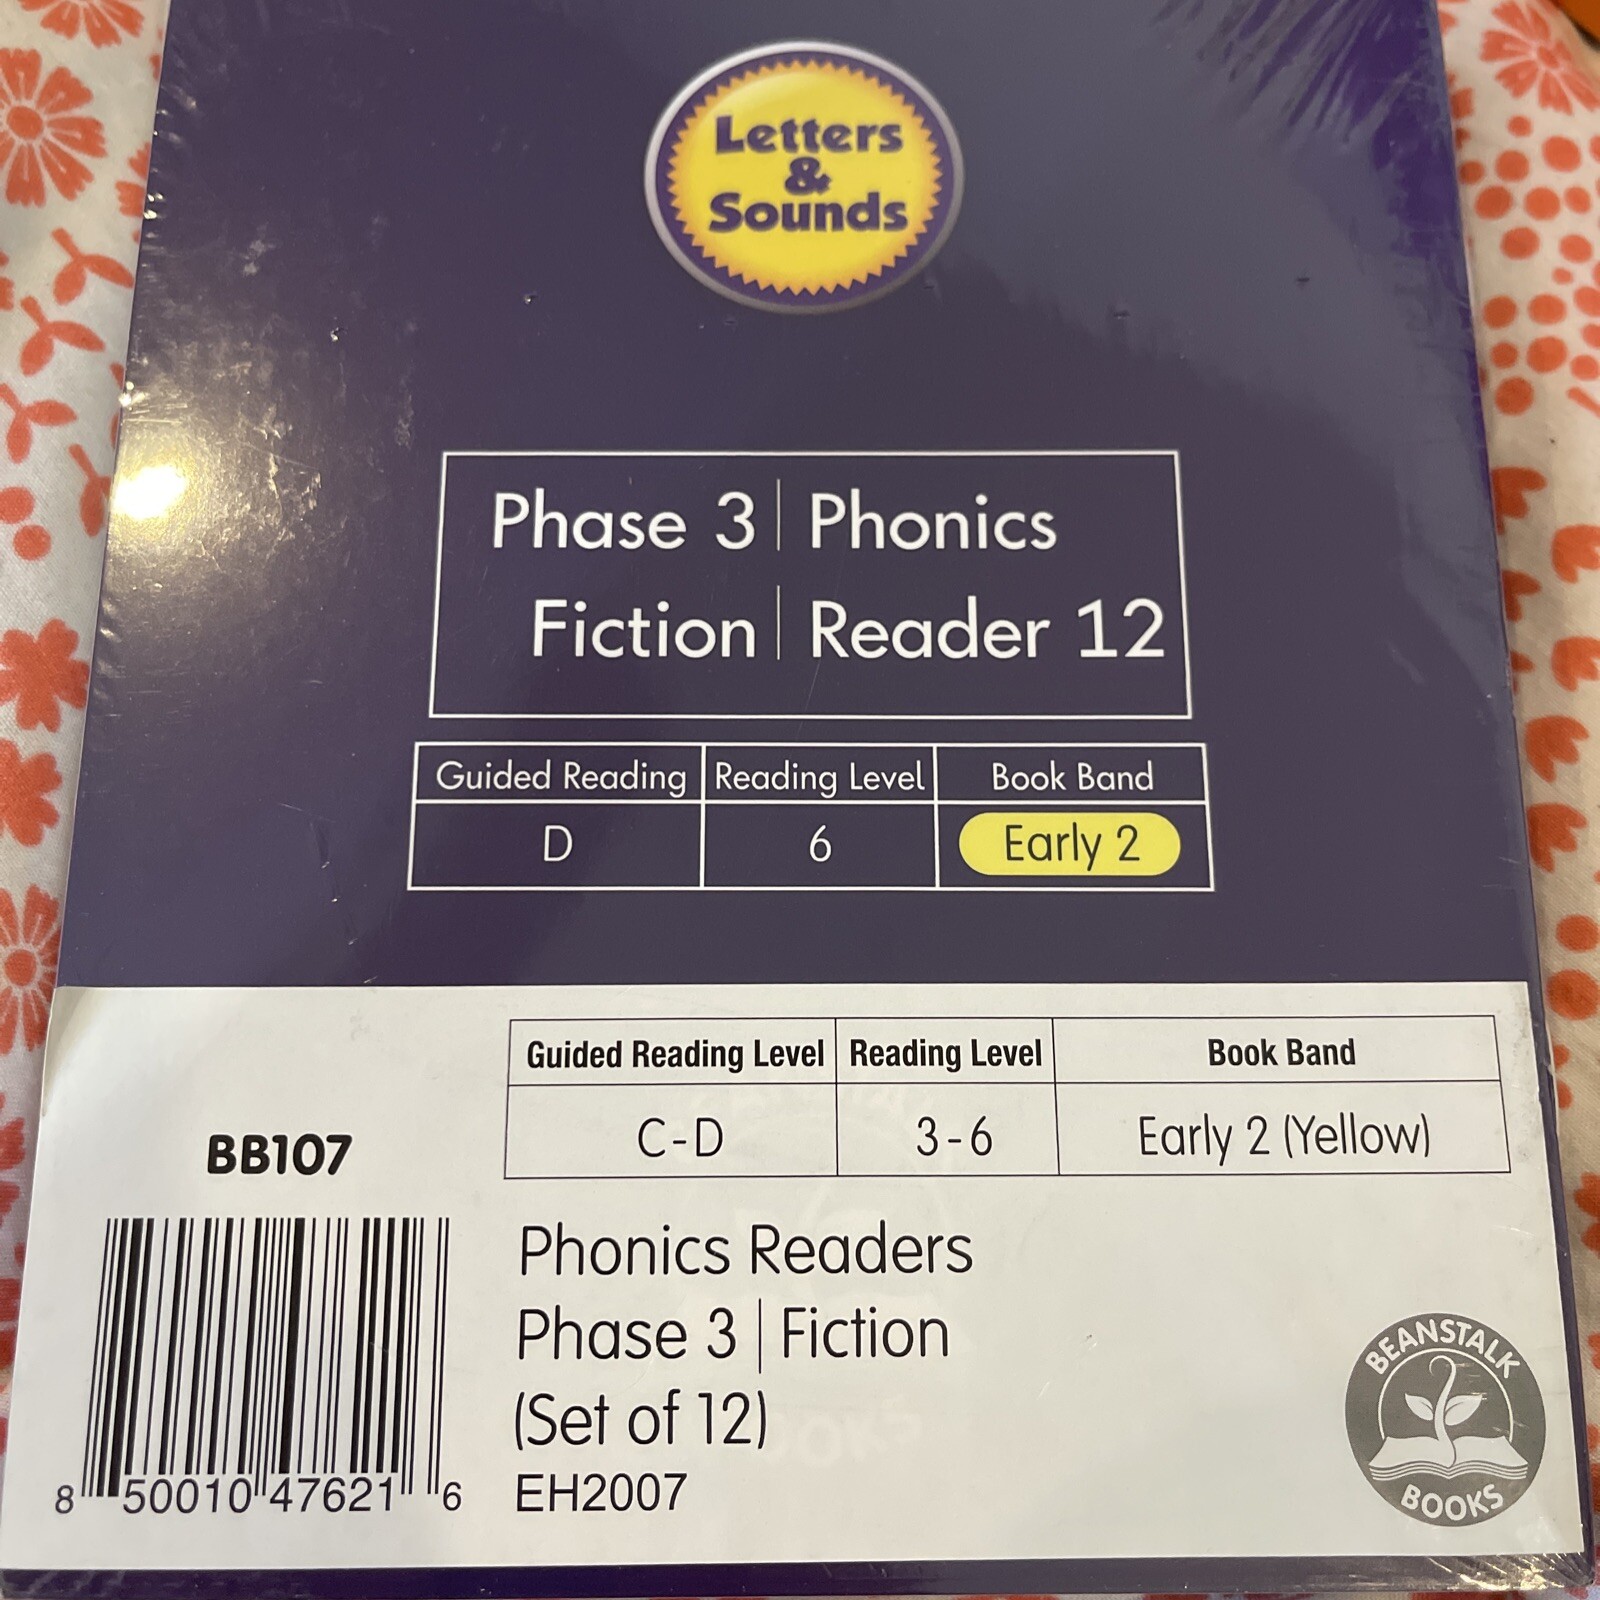 Letters
&
Sounds
Phase 3 | Phonics
Fiction | Reader 12
Guided Reading Reading Level Book Band
D 6 Early 2
Guided Reading Level Reading Level Book Band
C-D 3-6 Early 2 (Yellow)
BB107
8 50010 47621 6
Phonics Readers
Phase 3 | Fiction
(Set of 12)
EH2007
BEANSTALK
BOOKS